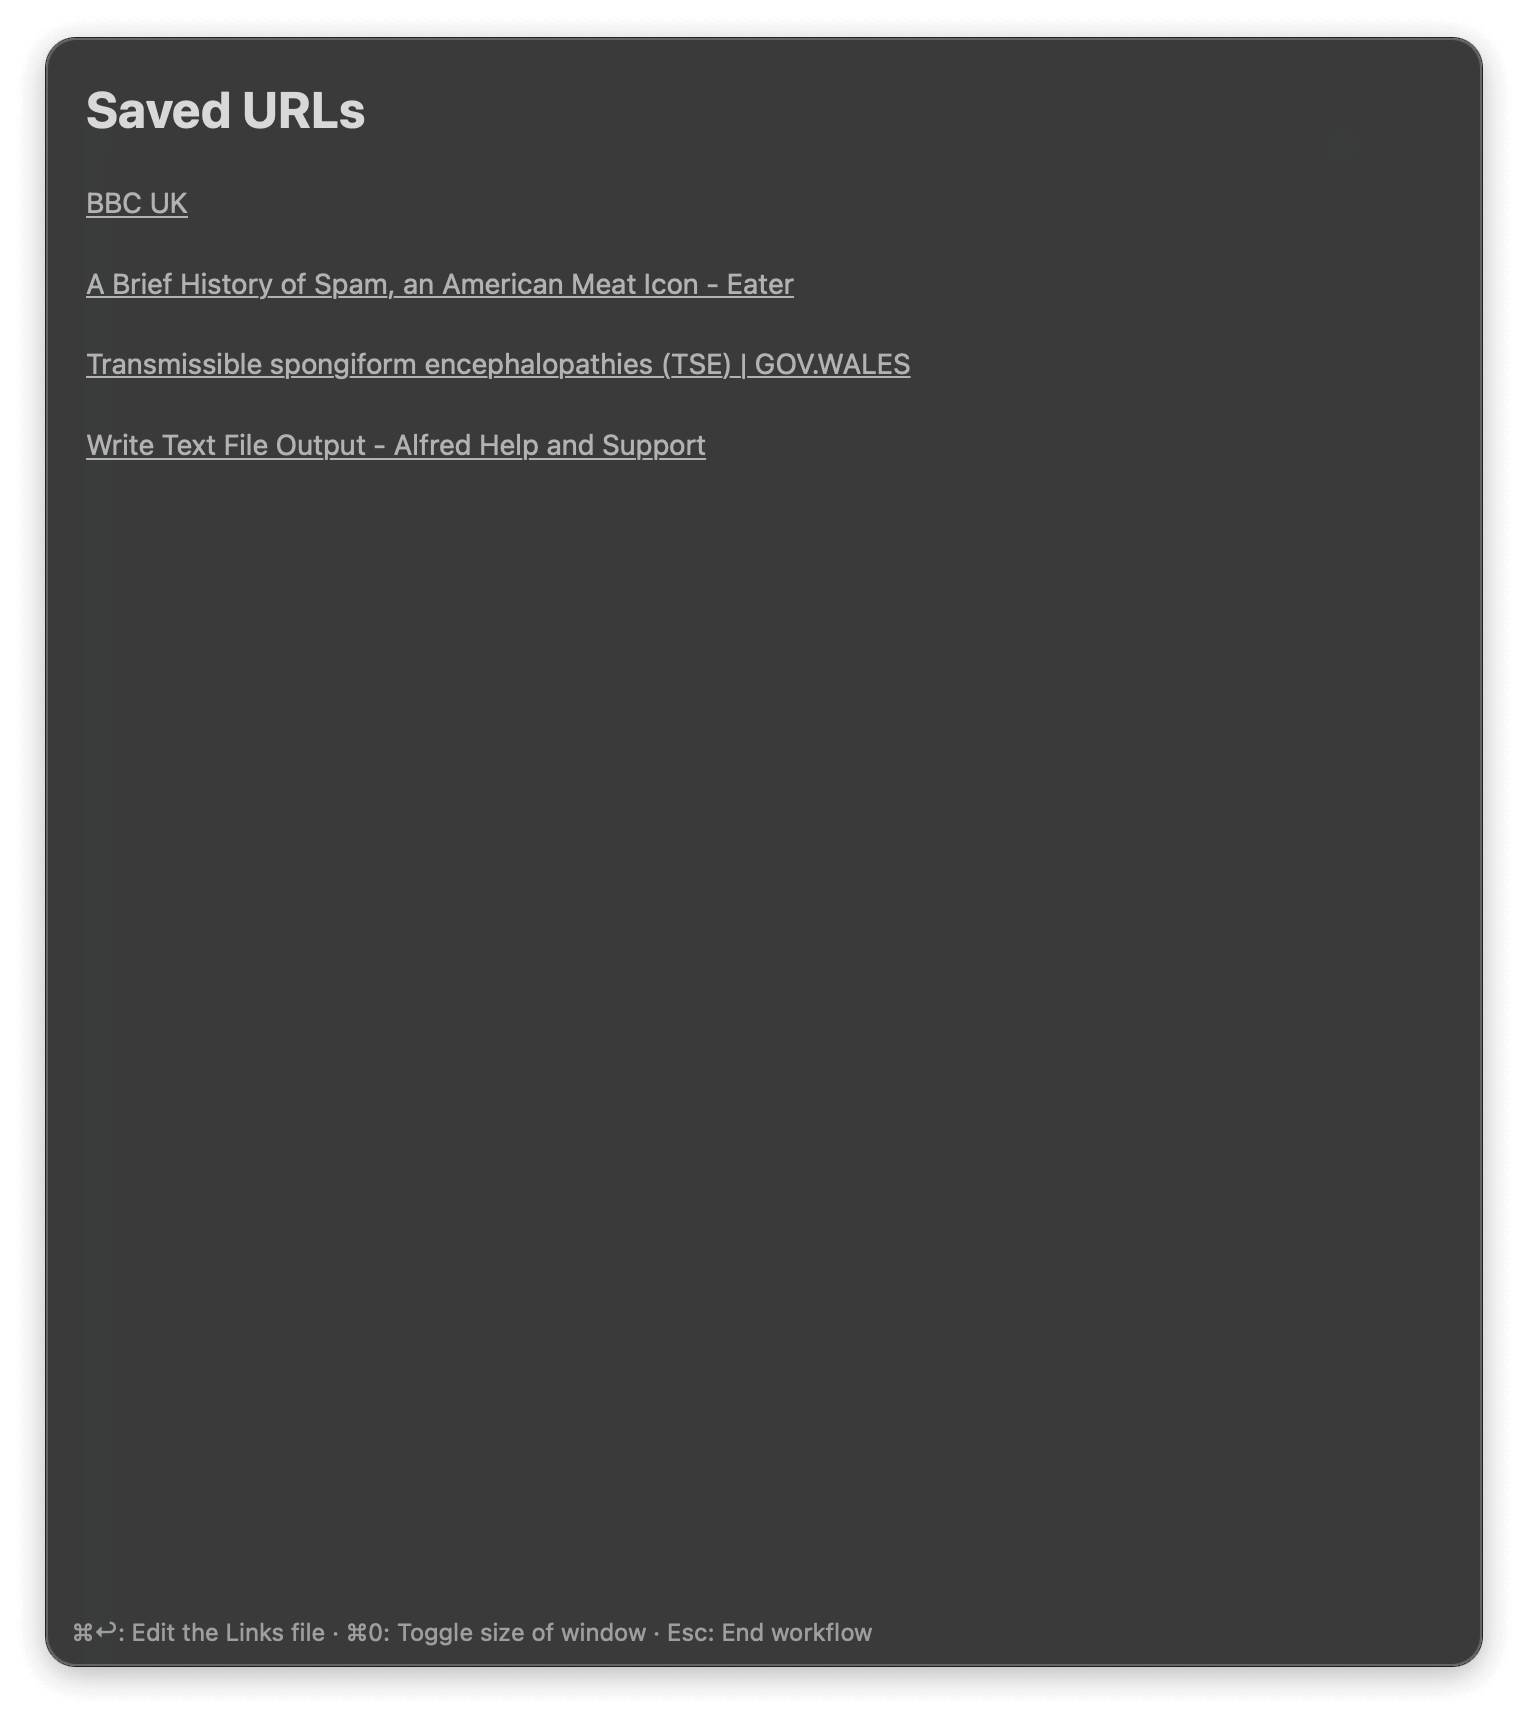 Saved URLs
BBC UK
A Brief History of Spam, an American Meat Icon - Eater
Transmissible spongiform encephalopathies (TSE) | GOV.WALES
Write Text File Output - Alfred Help and Support
⌘↩: Edit the Links file · ⌘0: Toggle size of window · Esc: End workflow